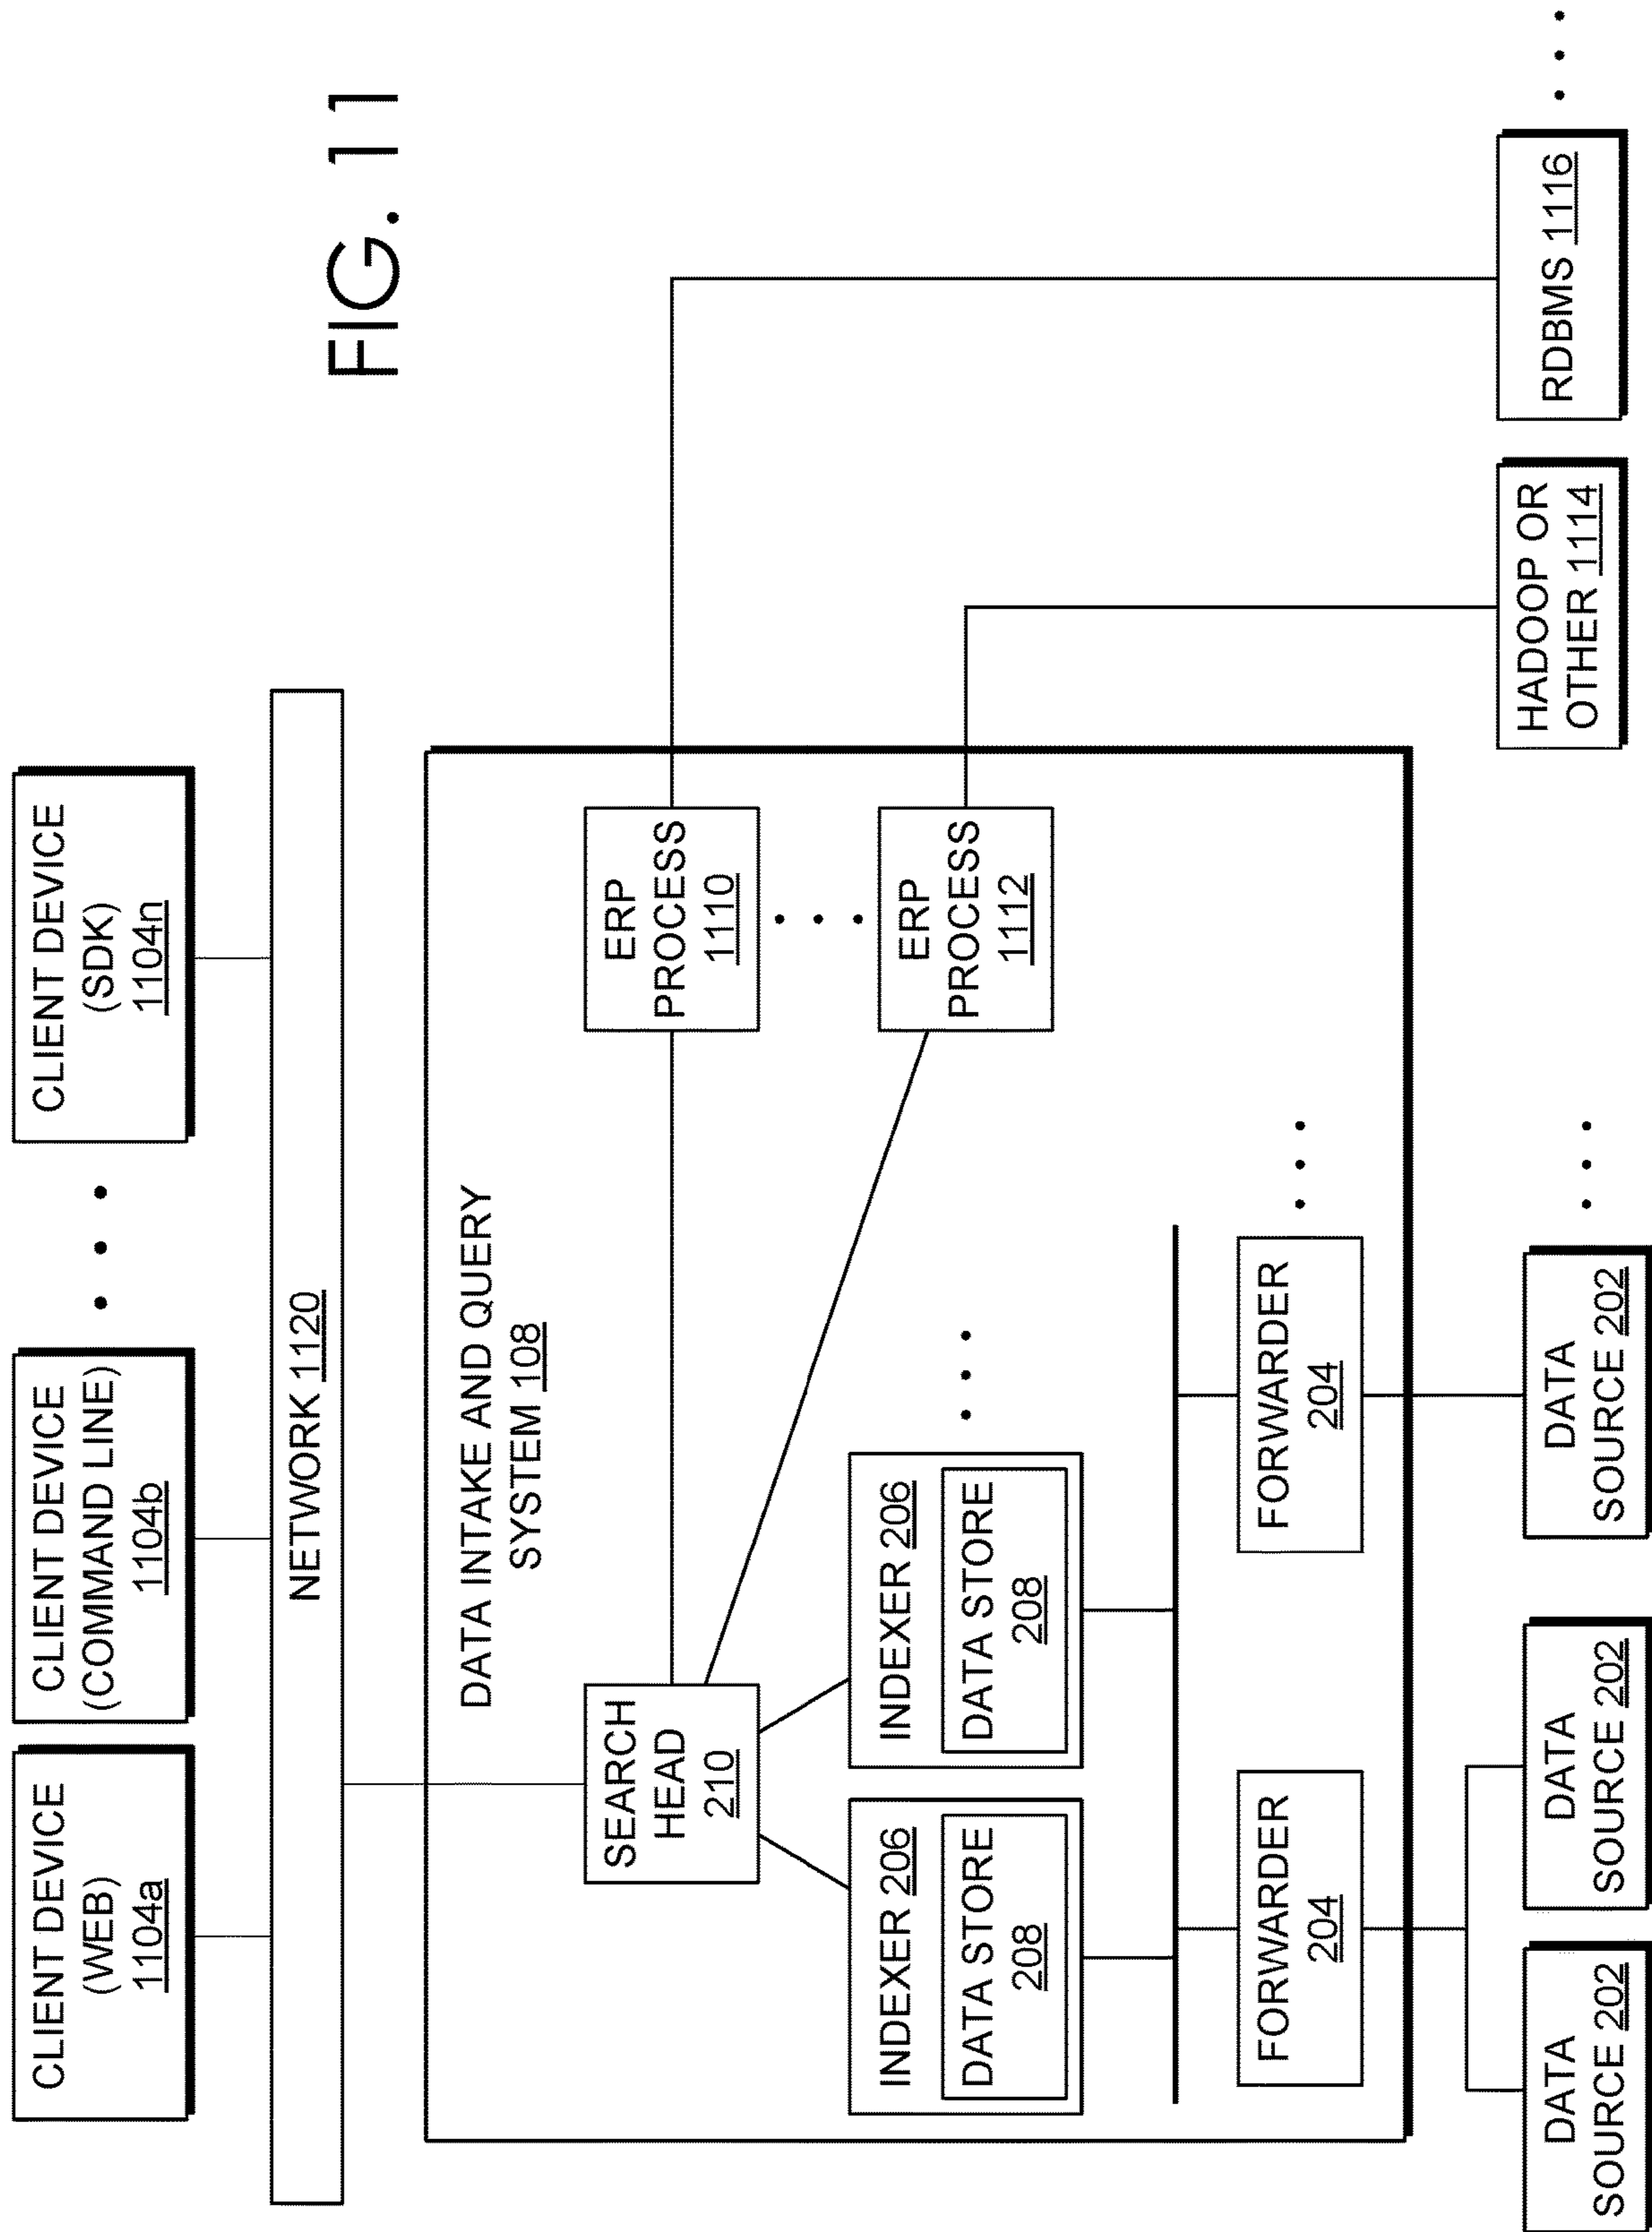 CLIENT DEVICE
(WEB)
1104a
CLIENT DEVICE
(COMMAND LINE)
1104b
CLIENT DEVICE
(SDK)
1104n
NETWORK 1120
DATA INTAKE AND QUERY
SYSTEM 108
SEARCH
HEAD
210
ERP
PROCESS
1110
INDEXER 206
DATA STORE
208
INDEXER 206
DATA STORE
208
ERP
PROCESS
1112
FORWARDER
204
FORWARDER
204
DATA
SOURCE 202
DATA
SOURCE 202
DATA
SOURCE 202
HADOOP OR
OTHER 1114
RDBMS 1116
FIG. 11